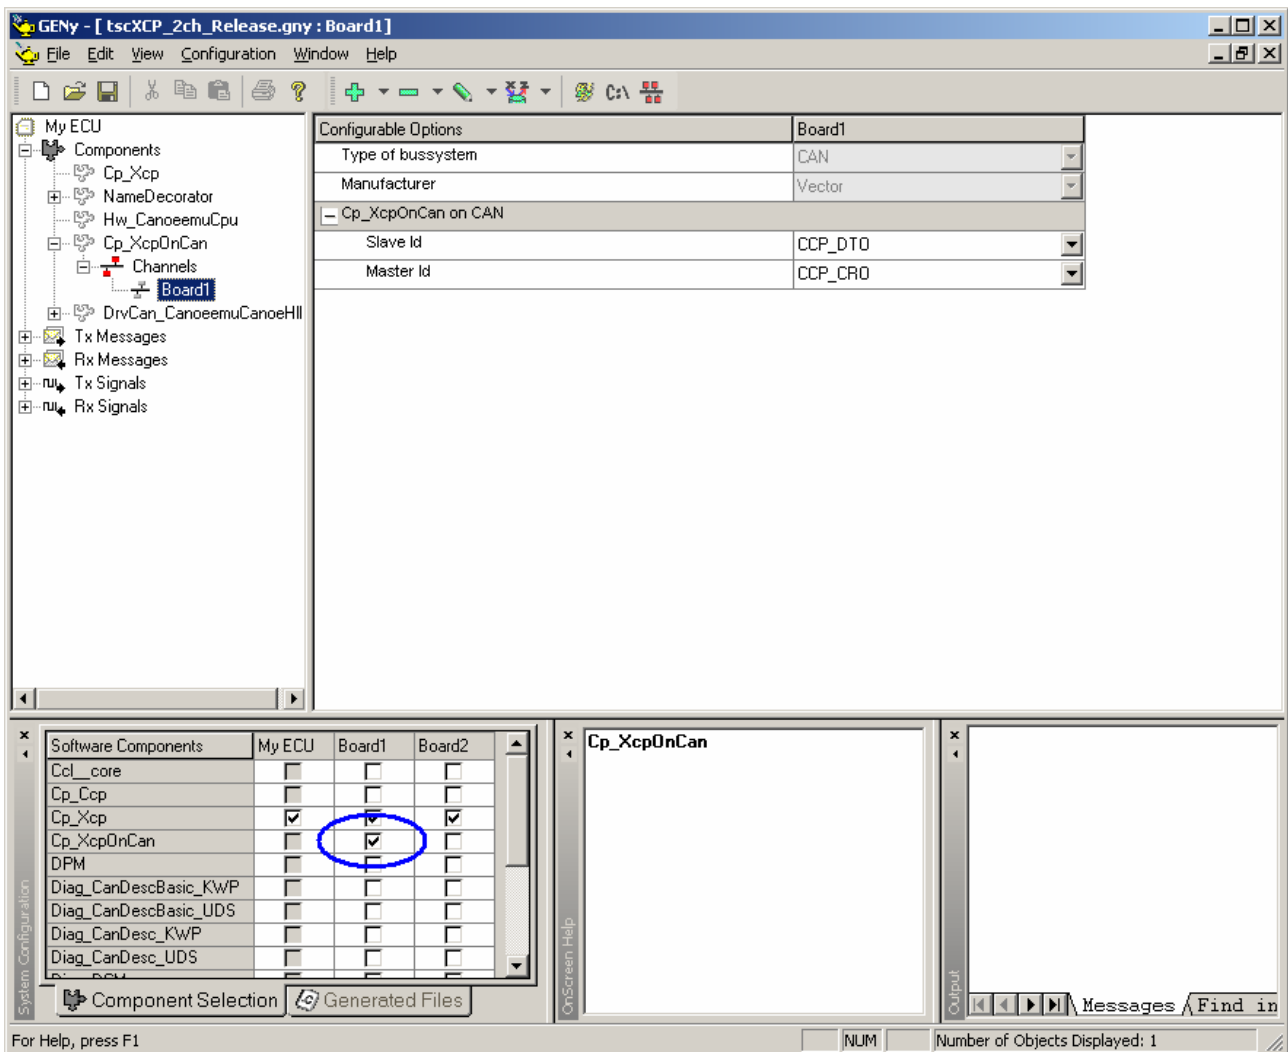 GENy - [ tscXCP_2ch_Release.gny : Board1]
File Edit View Configuration Window Help
C:\
My ECU
Components
Cp_Xcp
NameDecorator
Hw_CanoeemuCpu
Cp_XcpOnCan
Channels
Board1
DrvCan_CanoeemuCanoeHll
Tx Messages
Rx Messages
Tx Signals
Rx Signals
Configurable Options Board1
Type of bussystem CAN
Manufacturer Vector
Cp_XcpOnCan on CAN
Slave Id CCP_DTO
Master Id CCP_CRO
System Configuration
Software Components My ECU Board1 Board2
Ccl__core
Cp_Ccp
Cp_Xcp
Cp_XcpOnCan
DPM
Diag_CanDescBasic_KWP
Diag_CanDescBasic_UDS
Diag_CanDesc_KWP
Diag_CanDesc_UDS
Component Selection Generated Files
OnScreen Help
Cp_XcpOnCan
Output
Messages Find in
For Help, press F1 NUM Number of Objects Displayed: 1